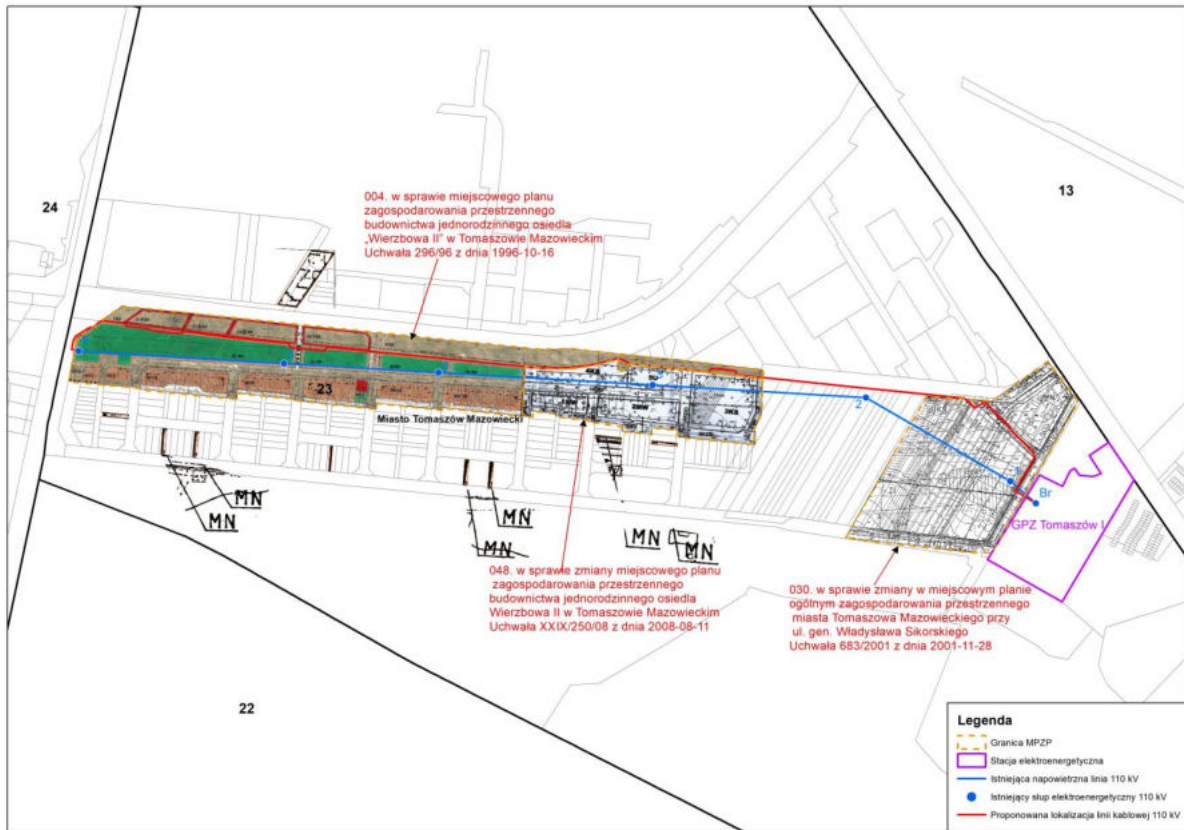 24
13
004. w sprawie miejscowego planu
zagospodarowania przestrzennego
budownictwa jednorodzinnego osiedla
„Wierzbowa II" w Tomaszowie Mazowieckim
Uchwała 296/96 z dnia 1996-10-16
23
Miasto Tomaszów Mazowiecki
2
1
Br
GPZ Tomaszów I
MN
MN
MN
MN
MN
MN
048. w sprawie zmiany miejscowego planu
zagospodarowania przestrzennego
budownictwa jednorodzinnego osiedla
Wierzbowa II w Tomaszowie Mazowieckim
Uchwała XXIX/250/08 z dnia 2008-08-11
030. w sprawie zmiany w miejscowym planie
ogólnym zagospodarowania przestrzennego
miasta Tomaszowa Mazowieckiego przy
ul. gen. Władysława Sikorskiego
Uchwała 683/2001 z dnia 2001-11-28
22
Legenda
Granica MPZP
Stacja elektroenergetyczna
Istniejąca napowietrzna linia 110 kV
Istniejący słup elektroenergetyczny 110 kV
Proponowana lokalizacja linii kablowej 110 kV